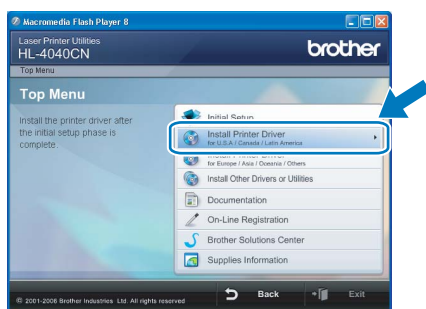 Macromedia Flash Player 8
Laser Printer Utilities
HL-4040CN
brother
Top Menu
Top Menu
Install the printer driver after
the initial setup phase is
complete.
Initial Setup
Install Printer Driver
for U.S.A / Canada / Latin America
Install Printer Driver
for Europe / Asia / Oceania / Others
Install Other Drivers or Utilities
Documentation
On-Line Registration
Brother Solutions Center
Supplies Information
© 2001-2006 Brother Industries Ltd. All rights reserved
Back
Exit